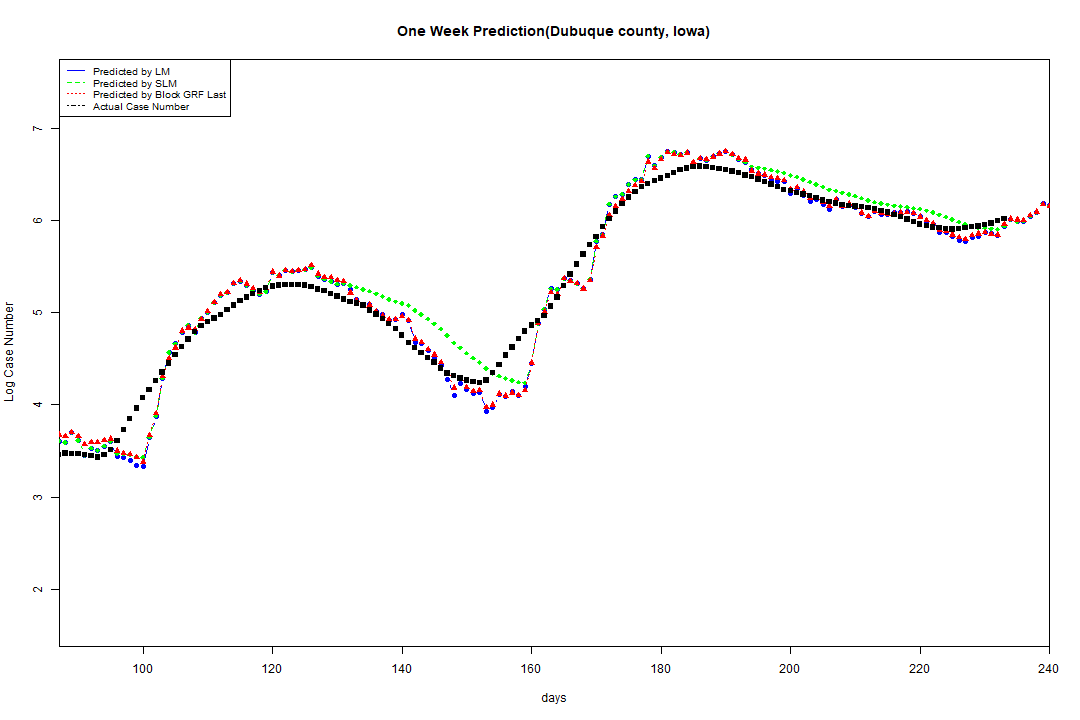 One Week Prediction(Dubuque county, Iowa)
Predicted by LM
Predicted by SLM
Predicted by Block GRF Last
Actual Case Number
Log Case Number
7
6
5
4
3
2
100 120 140 160 180 200 220 240
days